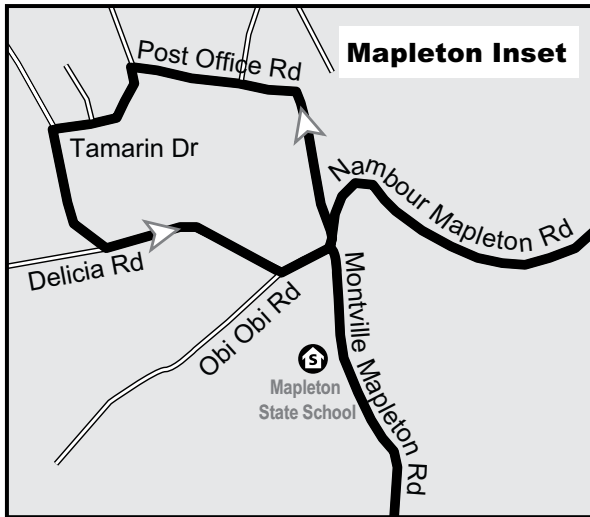 Mapleton Inset
Post Office Rd
Tamarin Dr
Nambour Mapleton Rd
Delicia Rd
Obi Obi Rd
Montville Mapleton Rd
S
Mapleton
State School